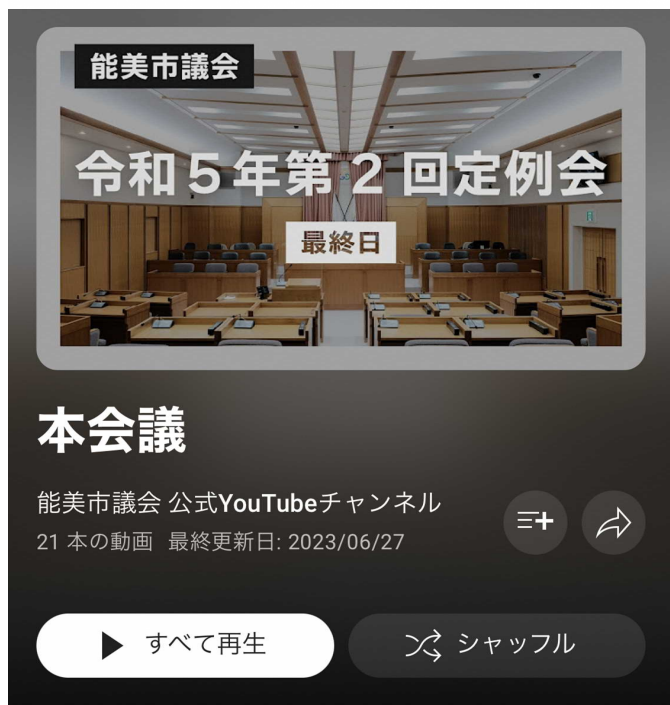 能美市議会
令和5年第2回定例会
最終日
本会議
能美市議会 公式YouTubeチャンネル
21 本の動画 最終更新日: 2023/06/27
すべて再生
シャッフル